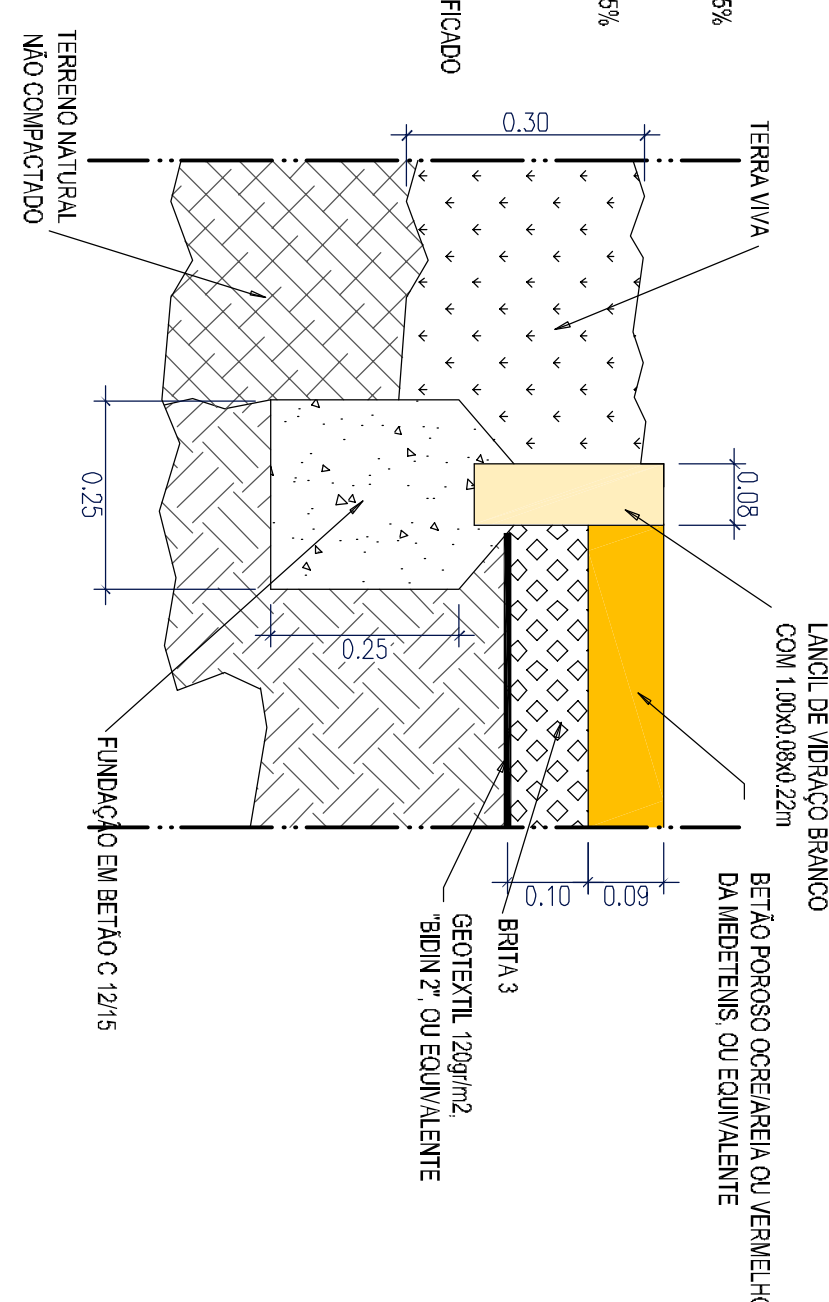 5%
5%
FICADO
TERRA VIVA
TERRENO NATURAL
NÃO COMPACTADO
0.30
0.08
0.25
0.25
0.10
0.09
LANCIL DE VIDRAÇO BRANCO
COM 1.00x0.08x0.22m
BETÃO POROSO OCRE/AREIA OU VERMELHO
DA MEDETENIS, OU EQUIVALENTE
BRITA 3
GEOTEXTIL 120gr/m2,
"BIDIN 2", OU EQUIVALENTE
FUNDAÇÃO EM BETÃO C 12/15